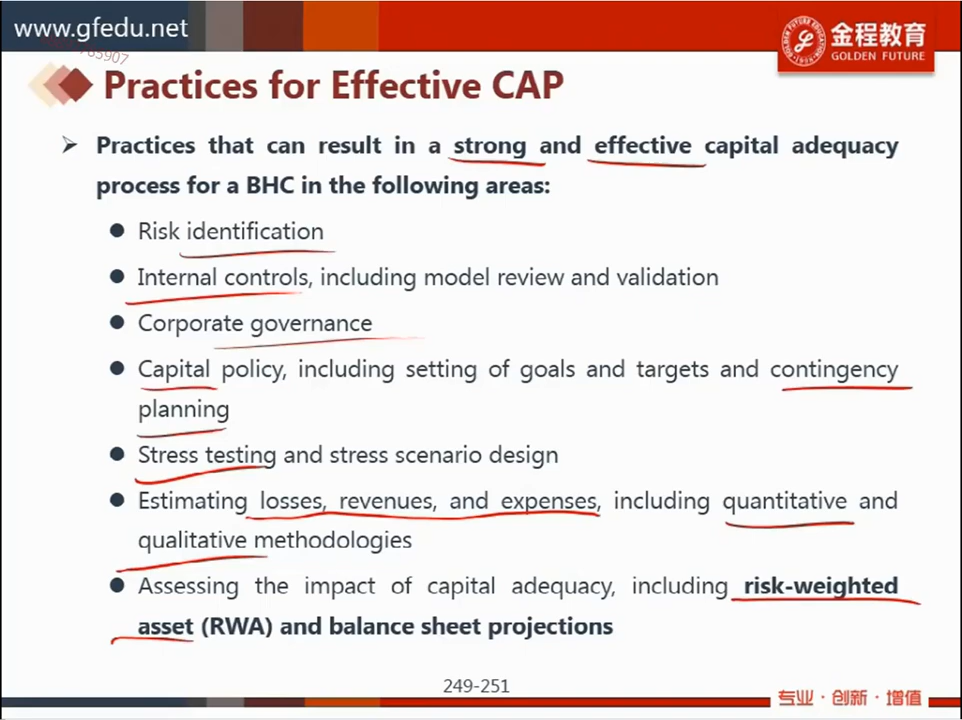 www.gfedu.net
金程教育
GOLDEN FUTURE
Practices for Effective CAP
Practices that can result in a strong and effective capital adequacy
process for a BHC in the following areas:
Risk identification
Internal controls, including model review and validation
Corporate governance
Capital policy, including setting of goals and targets and contingency
planning
Stress testing and stress scenario design
Estimating losses, revenues, and expenses, including quantitative and
qualitative methodologies
Assessing the impact of capital adequacy, including risk-weighted
asset (RWA) and balance sheet projections
249-251
专业·创新·增值